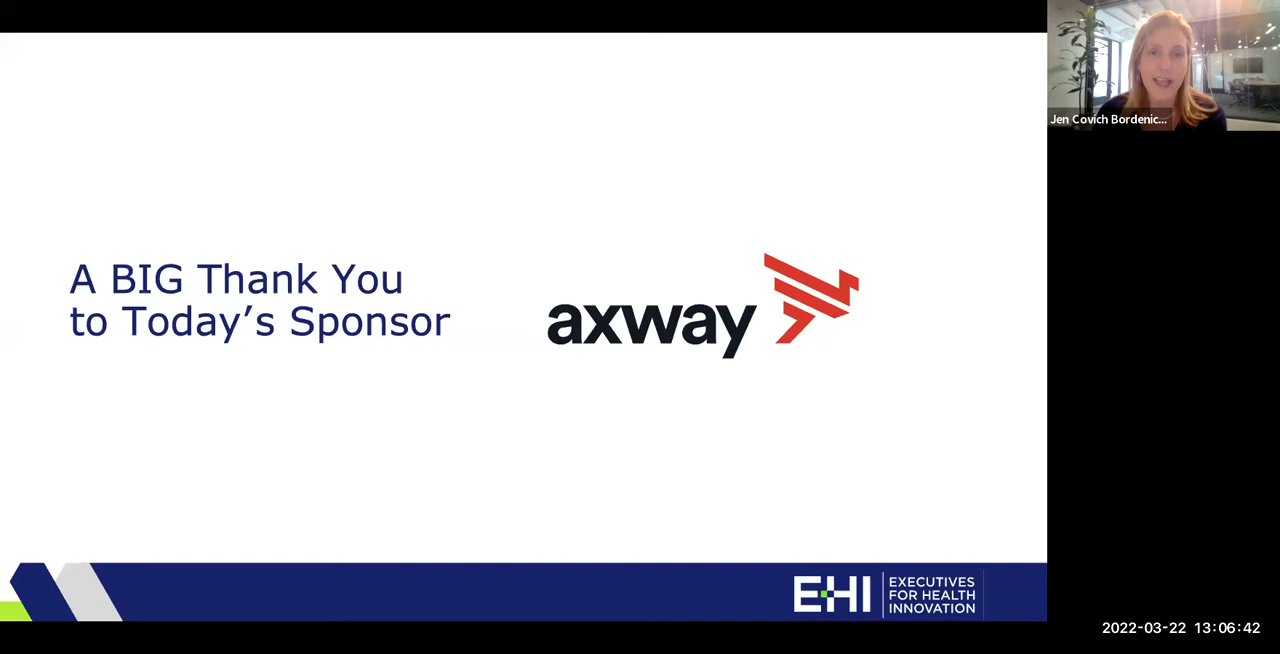 Jen Covich Bordenic...
A BIG Thank You
to Today's Sponsor
axway
EHI
EXECUTIVES
FOR HEALTH
INNOVATION
2022-03-22 13:06:42